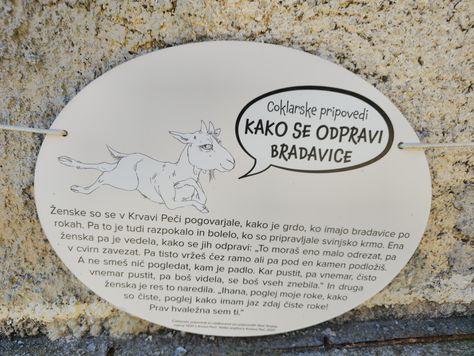 Coklarske pripovedi
KAKO SE ODPRAVI
BRADAVICE
Ženske so se v Krvavi Peči pogovarjale, kako je grdo, ko imajo bradavice po
rokah. Pa to je tudi razpokalo in bolelo, ko so pripravljale svinjsko krmo. Ena
ženska pa je vedela, kako se jih odpravi: „To moraš eno malo odrezat, pa
v cvirn zavezat. Pa tisto vržeš čez ramo ali pa pod en kamen podložiš.
A ne smeš nič pogledat, kam je padlo. Kar pustit, pa vnemar, čisto
vnemar pustit, pa boš videla, se boš vseh znebila." In druga
ženska je res to naredila. „Jhana, poglej moje roke, kako
so čiste, poglej kako imam jaz zdaj čiste roke!
Prav hvaležna sem ti."